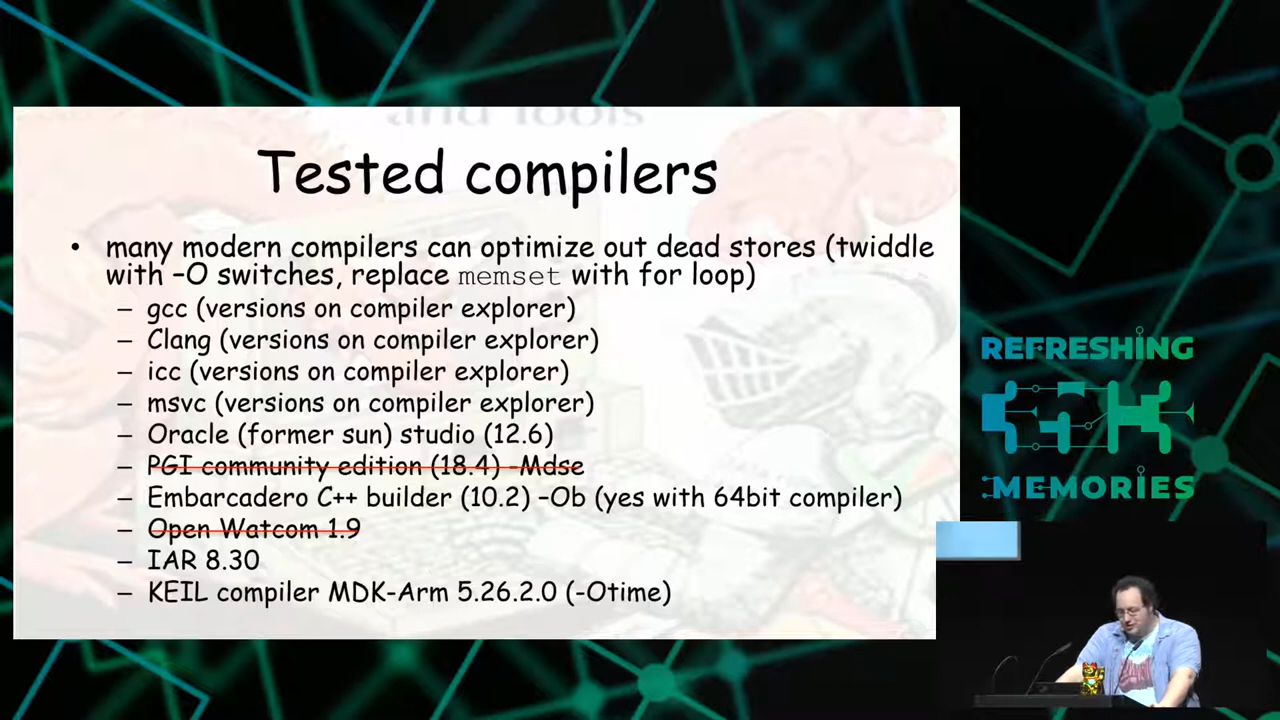 and Tools
Tested compilers
• many modern compilers can optimize out dead stores (twiddle
with –O switches, replace memset with for loop)
– gcc (versions on compiler explorer)
– Clang (versions on compiler explorer)
– icc (versions on compiler explorer)
– msvc (versions on compiler explorer)
– Oracle (former sun) studio (12.6)
– PGI community edition (18.4) -Mdse
– Embarcadero C++ builder (10.2) –Ob (yes with 64bit compiler)
– Open Watcom 1.9
– IAR 8.30
– KEIL compiler MDK-Arm 5.26.2.0 (-Otime)
REFRESHING
:MEMORIES